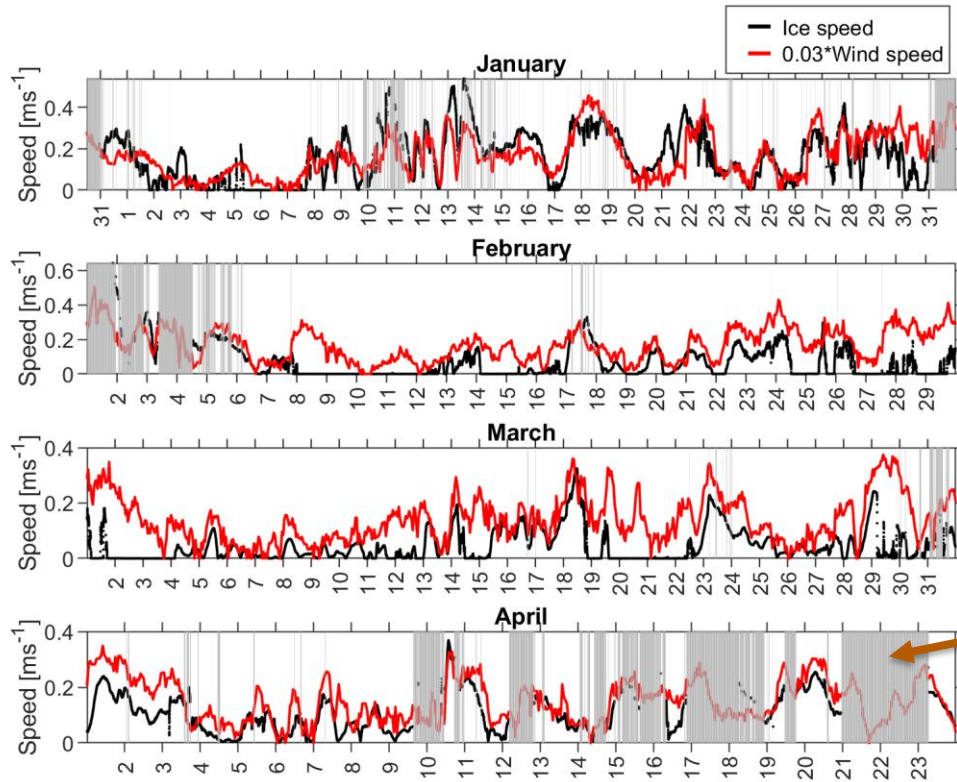 Ice speed
0.03*Wind speed
January
Speed [ms⁻¹]
0.4
0.2
0
31 1 2 3 4 5 6 7 8 9 10 11 12 13 14 15 16 17 18 19 20 21 22 23 24 25 26 27 28 29 30 31
February
Speed [ms⁻¹]
0.6
0.4
0.2
0
2 3 4 5 6 7 8 9 10 11 12 13 14 15 16 17 18 19 20 21 22 23 24 25 26 27 28 29
March
Speed [ms⁻¹]
0.4
0.2
0
2 3 4 5 6 7 8 9 10 11 12 13 14 15 16 17 18 19 20 21 22 23 24 25 26 27 28 29 30 31
April
Speed [ms⁻¹]
0.4
0.2
0
2 3 4 5 6 7 8 9 10 11 12 13 14 15 16 17 18 19 20 21 22 23